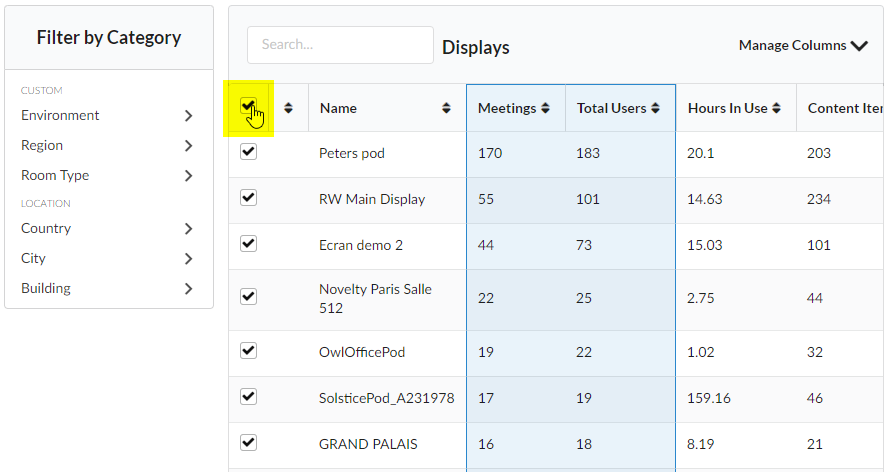 Filter by Category
CUSTOM
Environment
Region
Room Type
LOCATION
Country
City
Building
Search...
Displays
Manage Columns
Name Meetings Total Users Hours In Use Content Iter
Peters pod 170 183 20.1 203
RW Main Display 55 101 14.63 234
Ecran demo 2 44 73 15.03 101
Novelty Paris Salle
512 22 25 2.75 44
OwlOfficePod 19 22 1.02 32
SolsticePod_A231978 17 19 159.16 46
GRAND PALAIS 16 18 8.19 21